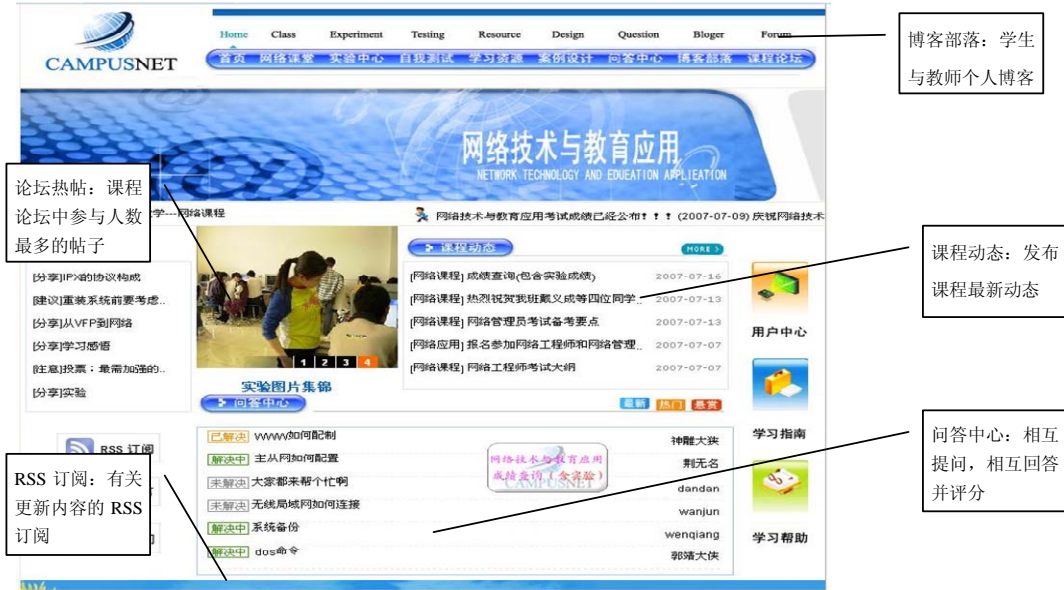 CAMPUSNET
Home Class Experiment Testing Resource Design Question Bloger Forum
首页 网络课堂 实验中心 自我测试 学习资源 案例设计 问答中心 博客部落 课程论坛
博客部落：学生
与教师个人博客
网络技术与教育应用
NETWORK TECHNOLOGY AND EDUEATION APPLIEATION
论坛热帖：课程
论坛中参与人数
最多的帖子
学---网络课程
网络技术与教育应用考试成绩已经公布！！！ (2007-07-09) 庆祝网络技术
[分享]IPX的协议构成
[建议]重装系统前要考虑..
[分享]从VFP到网络
[分享]学习感悟
[注意]投票：最需加强的..
[分享]实验
1 2 3 4
实验图片集锦
课程动态
MORE
[网络课程] 成绩查询(包含实验成绩) 2007-07-16
[网络课程] 热烈祝贺我班戴义成等四位同学.. 2007-07-13
[网络课程] 网络管理员考试备考要点 2007-07-13
[网络应用] 报名参加网络工程师和网络管理.. 2007-07-07
[网络课程] 网络工程师考试大纲 2007-07-07
课程动态：发布
课程最新动态
用户中心
学习指南
学习帮助
问答中心
最新 热门 悬赏
已解决 WWW如何配制 神雕大侠
解决中 主从网如何配置 荆无名
未解决 大家都来帮个忙啊 dandan
未解决 无线局域网如何连接 wanjun
解决中 系统备份 wenqiang
解决中 dos命令 郭靖大侠
网络技术与教育应用
成绩查询（含实验）
CAMPUSNET
问答中心：相互
提问，相互回答
并评分
RSS 订阅
RSS 订阅：有关
更新内容的 RSS
订阅